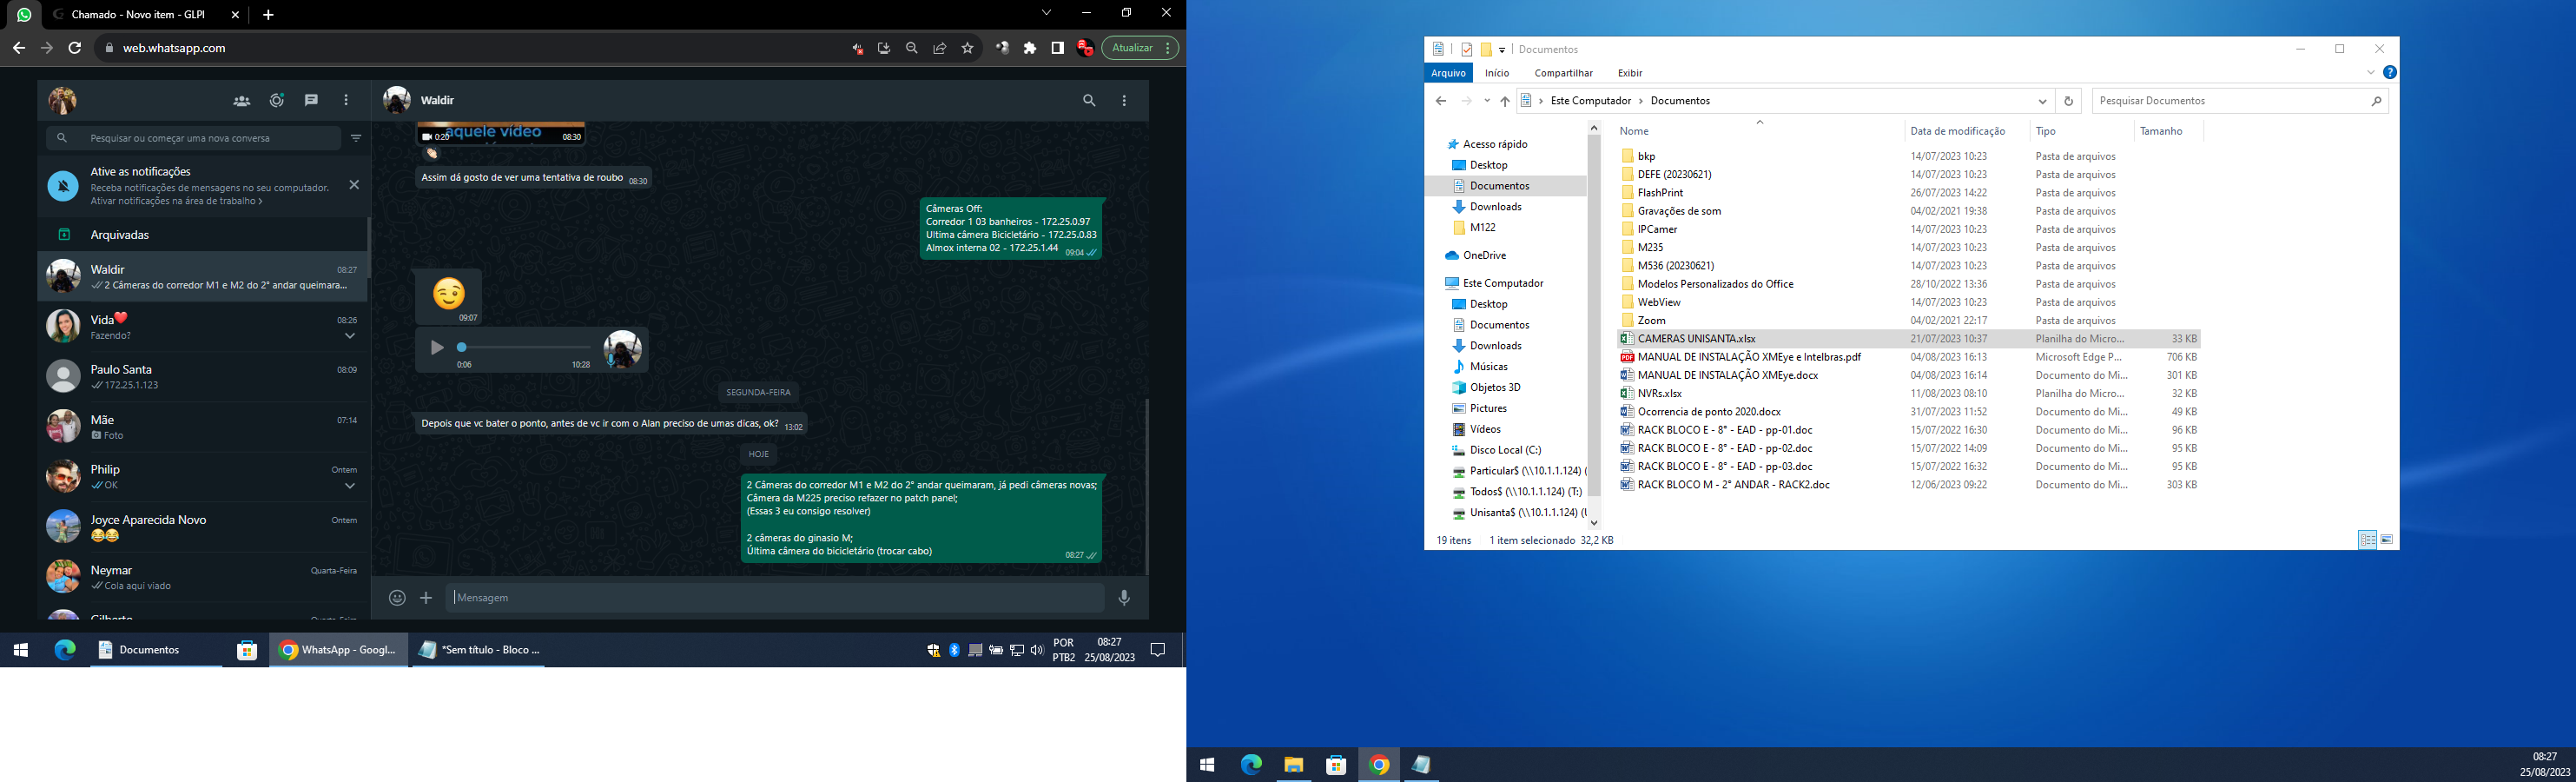 Chamado - Novo item - GLPI
web.whatsapp.com
Atualizar
Waldir
Pesquisar ou começar uma nova conversa
Ative as notificações
Receba notificações de mensagens no seu computador.
Ativar notificações na área de trabalho
Arquivadas
Waldir
08:27
2 Câmeras do corredor M1 e M2 do 2° andar queimaram...
Vida
08:26
Fazendo?
Paulo Santa
08:09
172.25.1.123
Mãe
07:14
Foto
Philip
Ontem
OK
Joyce Aparecida Novo
Ontem
Neymar
Quarta-Feira
Cola aqui viado
Gilberto
Quarta-Feira
0:20
aquele vídeo
08:30
Assim dá gosto de ver uma tentativa de roubo
08:30
Câmeras Off:
Corredor 1 03 banheiros - 172.25.0.97
Ultima câmera Bicicletário - 172.25.0.83
Almox interna 02 - 172.25.1.44
09:04
09:07
0:06
10:28
SEGUNDA-FEIRA
Depois que vc bater o ponto, antes de vc ir com o Alan preciso de umas dicas, ok?
13:02
HOJE
2 Câmeras do corredor M1 e M2 do 2° andar queimaram, já pedi câmeras novas;
Câmera da M225 preciso refazer no patch panel;
(Essas 3 eu consigo resolver)
2 câmeras do ginasio M;
Última câmera do bicicletário (trocar cabo)
08:27
Mensagem
Documentos
WhatsApp - Googl...
*Sem título - Bloco ...
POR
PTB2
08:27
25/08/2023
Documentos
Arquivo
Início
Compartilhar
Exibir
Este Computador
Documentos
Pesquisar Documentos
Acesso rápido
Desktop
Documentos
Downloads
M122
OneDrive
Este Computador
Desktop
Documentos
Downloads
Músicas
Objetos 3D
Pictures
Vídeos
Disco Local (C:)
Particular$ (\\10.1.1.124) (
Todos$ (\\10.1.1.124) (T:)
Unisanta$ (\\10.1.1.124) (U
Nome Data de modificação Tipo Tamanho
bkp 14/07/2023 10:23 Pasta de arquivos
DEFE (20230621) 14/07/2023 10:23 Pasta de arquivos
FlashPrint 26/07/2023 14:22 Pasta de arquivos
Gravações de som 04/02/2021 19:38 Pasta de arquivos
IPCamer 14/07/2023 10:23 Pasta de arquivos
M235 14/07/2023 10:23 Pasta de arquivos
M536 (20230621) 14/07/2023 10:23 Pasta de arquivos
Modelos Personalizados do Office 28/10/2022 13:36 Pasta de arquivos
WebView 14/07/2023 10:23 Pasta de arquivos
Zoom 04/02/2021 22:17 Pasta de arquivos
CAMERAS UNISANTA.xlsx 21/07/2023 10:37 Planilha do Micro... 33 KB
MANUAL DE INSTALAÇÃO XMEye e Intelbras.pdf 04/08/2023 16:13 Microsoft Edge P... 706 KB
MANUAL DE INSTALAÇÃO XMEye.docx 04/08/2023 16:14 Documento do Mi... 301 KB
NVRs.xlsx 11/08/2023 08:10 Planilha do Micro... 32 KB
Ocorrencia de ponto 2020.docx 31/07/2023 11:52 Documento do Mi... 49 KB
RACK BLOCO E - 8° - EAD - pp-01.doc 15/07/2022 16:30 Documento do Mi... 96 KB
RACK BLOCO E - 8° - EAD - pp-02.doc 15/07/2022 14:09 Documento do Mi... 95 KB
RACK BLOCO E - 8° - EAD - pp-03.doc 15/07/2022 16:32 Documento do Mi... 95 KB
RACK BLOCO M - 2° ANDAR - RACK2.doc 12/06/2023 09:22 Documento do Mi... 303 KB
19 itens
1 item selecionado 32,2 KB
08:27
25/08/2023